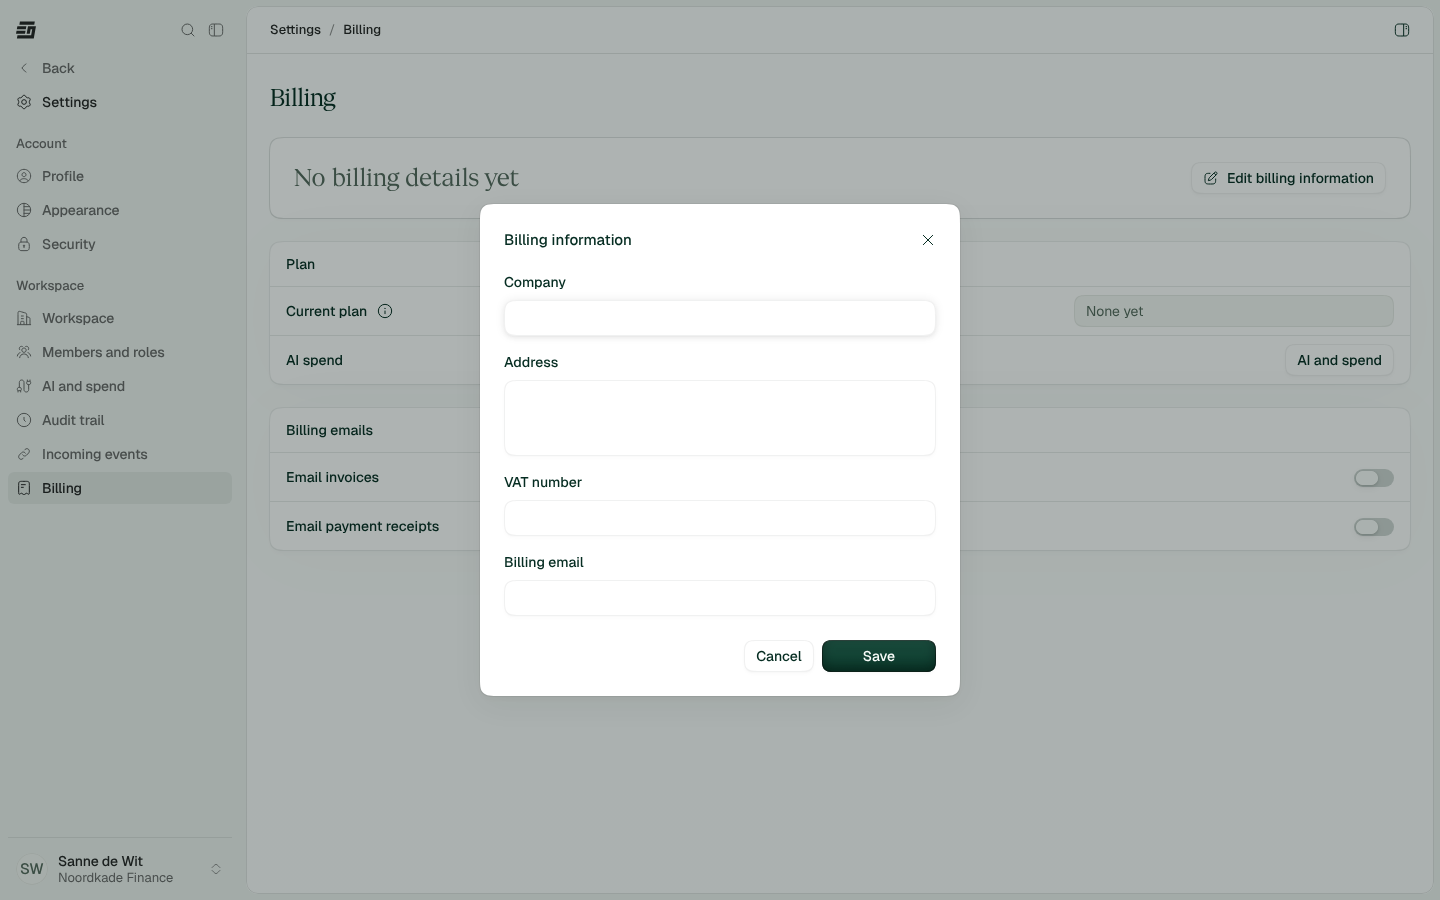 Settings / Billing
Back
Settings
Account
Profile
Appearance
Security
Workspace
Workspace
Members and roles
AI and spend
Audit trail
Incoming events
Billing
SW
Sanne de Wit
Noordkade Finance
Billing
No billing details yet
Edit billing information
Plan
Current plan
None yet
AI spend
AI and spend
Billing emails
Email invoices
Email payment receipts
Billing information
Company
Address
VAT number
Billing email
Cancel
Save